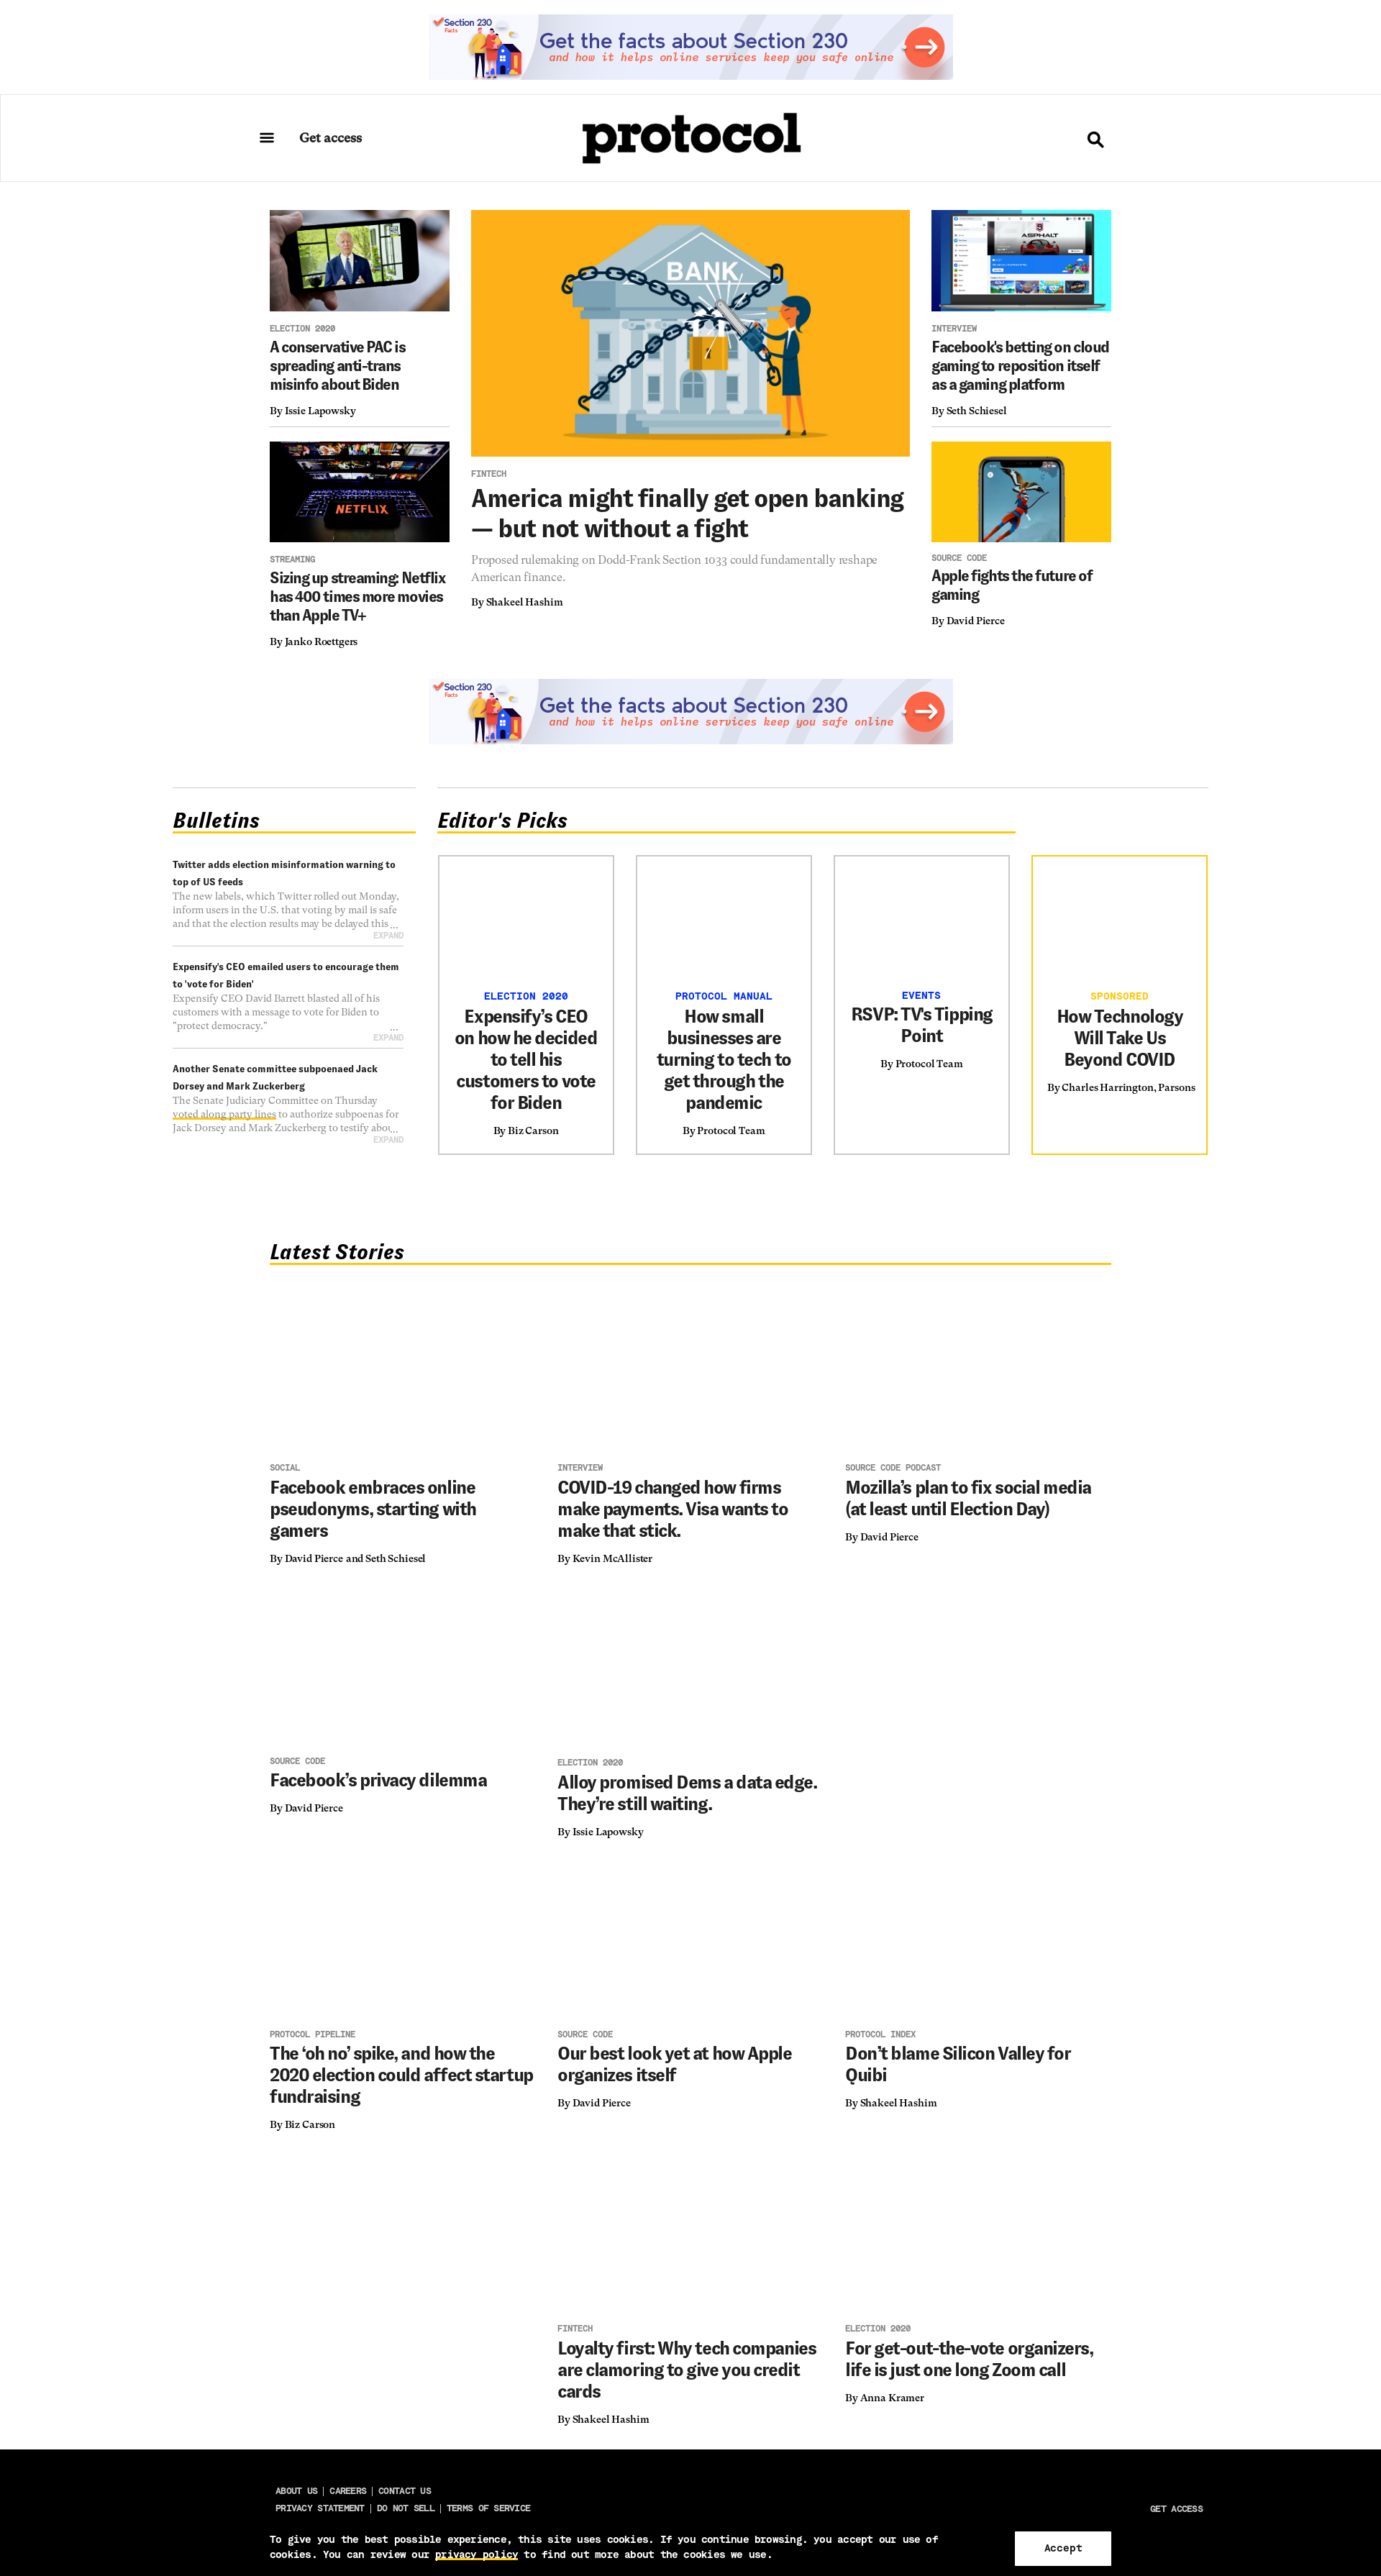 Section 230
Facts
Get the facts about Section 230
and how it helps online services keep you safe online
Get access
protocol
ELECTION 2020
A conservative PAC is
spreading anti-trans
misinfo about Biden
By Issie Lapowsky
NETFLIX
STREAMING
Sizing up streaming: Netflix
has 400 times more movies
than Apple TV+
By Janko Roettgers
BANK
FINTECH
America might finally get open banking
— but not without a fight
Proposed rulemaking on Dodd-Frank Section 1033 could fundamentally reshape
American finance.
By Shakeel Hashim
ASPHALT
INTERVIEW
Facebook's betting on cloud
gaming to reposition itself
as a gaming platform
By Seth Schiesel
SOURCE CODE
Apple fights the future of
gaming
By David Pierce
Section 230
Facts
Get the facts about Section 230
and how it helps online services keep you safe online
Bulletins
Twitter adds election misinformation warning to
top of US feeds
The new labels, which Twitter rolled out Monday,
inform users in the U.S. that voting by mail is safe
and that the election results may be delayed this ...
EXPAND
Expensify's CEO emailed users to encourage them
to 'vote for Biden'
Expensify CEO David Barrett blasted all of his
customers with a message to vote for Biden to
"protect democracy." ...
EXPAND
Another Senate committee subpoenaed Jack
Dorsey and Mark Zuckerberg
The Senate Judiciary Committee on Thursday
voted along party lines to authorize subpoenas for
Jack Dorsey and Mark Zuckerberg to testify abou...
EXPAND
Editor's Picks
ELECTION 2020
Expensify’s CEO
on how he decided
to tell his
customers to vote
for Biden
By Biz Carson
PROTOCOL MANUAL
How small
businesses are
turning to tech to
get through the
pandemic
By Protocol Team
EVENTS
RSVP: TV's Tipping
Point
By Protocol Team
SPONSORED
How Technology
Will Take Us
Beyond COVID
By Charles Harrington, Parsons
Latest Stories
SOCIAL
Facebook embraces online
pseudonyms, starting with
gamers
By David Pierce and Seth Schiesel
INTERVIEW
COVID-19 changed how firms
make payments. Visa wants to
make that stick.
By Kevin McAllister
SOURCE CODE PODCAST
Mozilla’s plan to fix social media
(at least until Election Day)
By David Pierce
SOURCE CODE
Facebook’s privacy dilemma
By David Pierce
ELECTION 2020
Alloy promised Dems a data edge.
They’re still waiting.
By Issie Lapowsky
PROTOCOL PIPELINE
The ‘oh no’ spike, and how the
2020 election could affect startup
fundraising
By Biz Carson
SOURCE CODE
Our best look yet at how Apple
organizes itself
By David Pierce
PROTOCOL INDEX
Don’t blame Silicon Valley for
Quibi
By Shakeel Hashim
FINTECH
Loyalty first: Why tech companies
are clamoring to give you credit
cards
By Shakeel Hashim
ELECTION 2020
For get-out-the-vote organizers,
life is just one long Zoom call
By Anna Kramer
ABOUT US | CAREERS | CONTACT US
PRIVACY STATEMENT | DO NOT SELL | TERMS OF SERVICE
GET ACCESS
To give you the best possible experience, this site uses cookies. If you continue browsing. you accept our use of
cookies. You can review our privacy policy to find out more about the cookies we use.
Accept